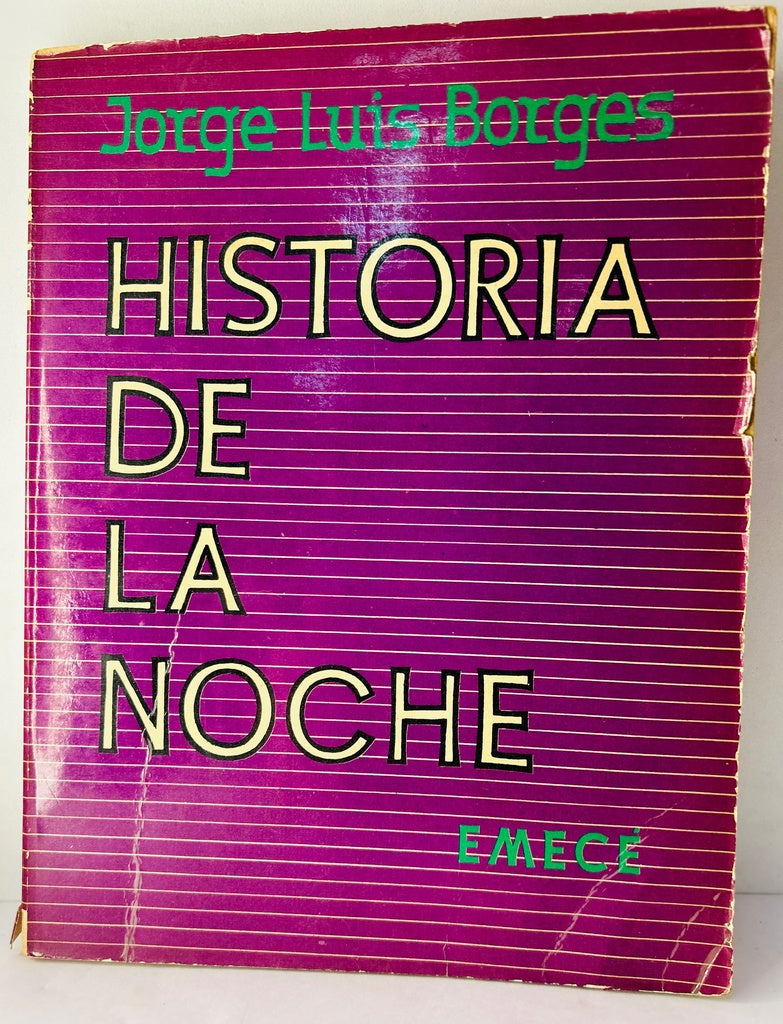 Jorge Luis Borges
HISTORIA
DE
LA
NOCHE
EMECÉ